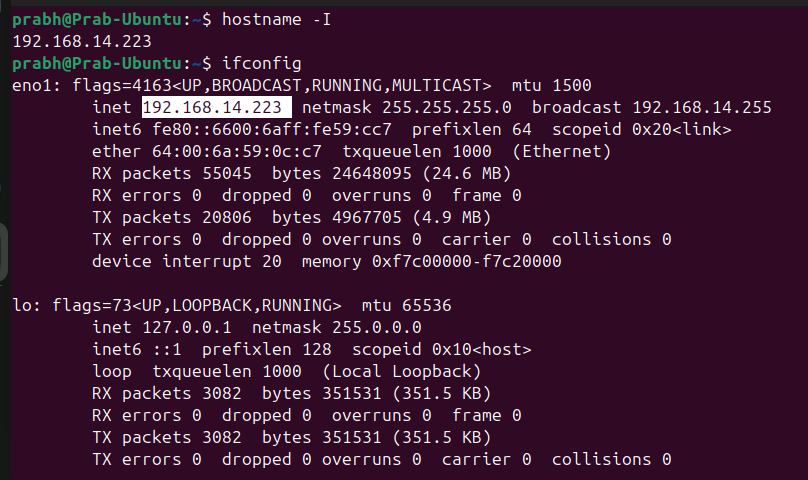 prabh@Prab-Ubuntu:~$ hostname -I
192.168.14.223
prabh@Prab-Ubuntu:~$ ifconfig
eno1: flags=4163<UP,BROADCAST,RUNNING,MULTICAST>  mtu 1500
        inet 192.168.14.223  netmask 255.255.255.0  broadcast 192.168.14.255
        inet6 fe80::6600:6aff:fe59:cc7  prefixlen 64  scopeid 0x20<link>
        ether 64:00:6a:59:0c:c7  txqueuelen 1000  (Ethernet)
        RX packets 55045  bytes 24648095 (24.6 MB)
        RX errors 0  dropped 0  overruns 0  frame 0
        TX packets 20806  bytes 4967705 (4.9 MB)
        TX errors 0  dropped 0 overruns 0  carrier 0  collisions 0
        device interrupt 20  memory 0xf7c00000-f7c20000

lo: flags=73<UP,LOOPBACK,RUNNING>  mtu 65536
        inet 127.0.0.1  netmask 255.0.0.0
        inet6 ::1  prefixlen 128  scopeid 0x10<host>
        loop  txqueuelen 1000  (Local Loopback)
        RX packets 3082  bytes 351531 (351.5 KB)
        RX errors 0  dropped 0  overruns 0  frame 0
        TX packets 3082  bytes 351531 (351.5 KB)
        TX errors 0  dropped 0 overruns 0  carrier 0  collisions 0